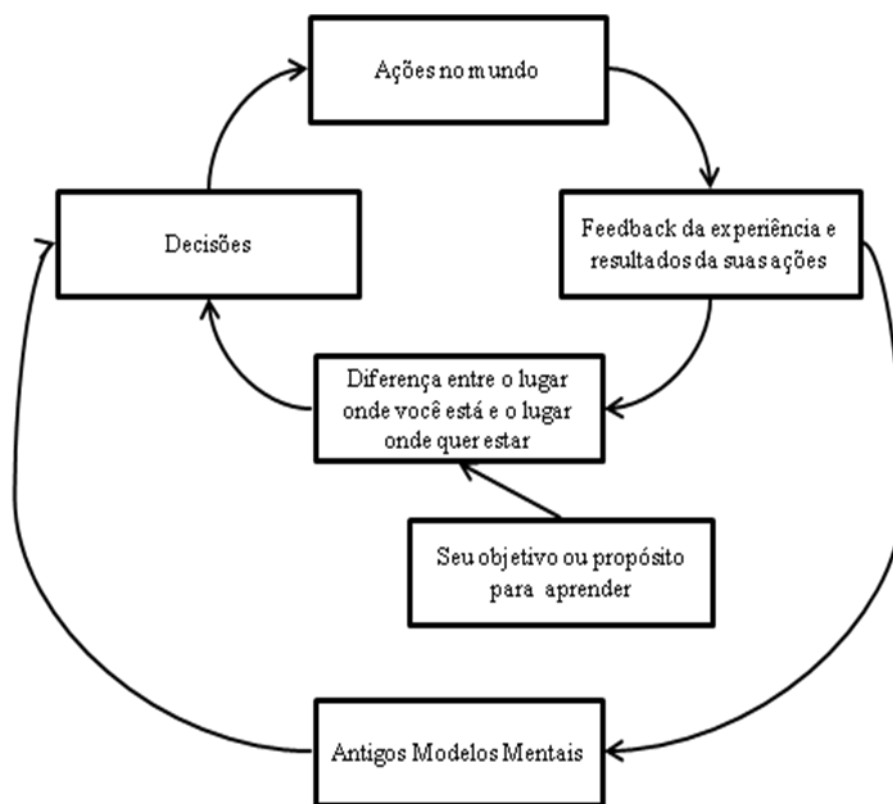 Ações no mundo
Decisões
Feedback da experiência e
resultados da suas ações
Diferença entre o lugar
onde você está e o lugar
onde quer estar
Seu objetivo ou propósito
para aprender
Antigos Modelos Mentais